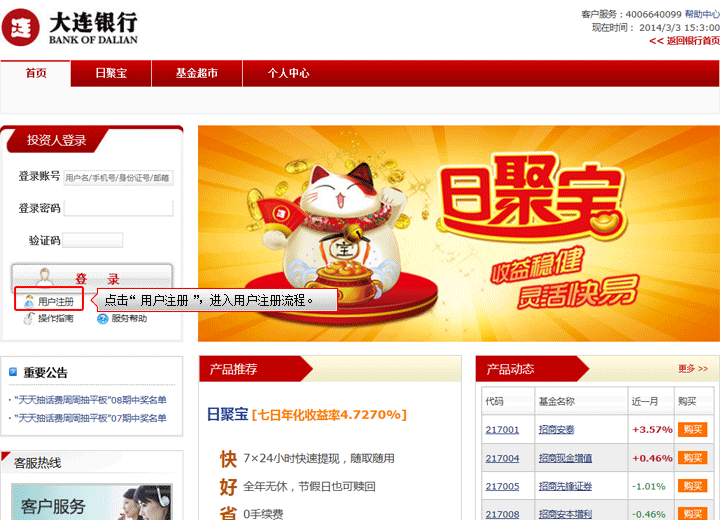 大连银行
BANK OF DALIAN
客户服务：4006640099 帮助中心
现在时间： 2014/3/3 15:3:00
<< 返回银行首页
首页 日聚宝 基金超市 个人中心
投资人登录
登录账号 用户名/手机号/身份证号/邮箱
登录密码
验证码
登 录
用户注册
点击“ 用户注册 ”，进入用户注册流程。
操作指南 服务帮助
日聚宝
收益稳健
灵活快易
宝
重要公告
· “天天抽话费周周抽平板”08期中奖名单
· “天天抽话费周周抽平板”07期中奖名单
客服热线
客户服务
产品推荐
日聚宝 [七日年化收益率4.7270%]
快 7×24小时快速提现，随取随用
好 全年无休，节假日也可赎回
省 0手续费
产品动态 更多 >>
代码 基金名称 近一月 购买
217001 招商安泰 +3.57% 购买
217004 招商现金增值 +0.46% 购买
217005 招商先锋证券 -1.01% 购买
217008 招商安本增利 -0.46% 购买